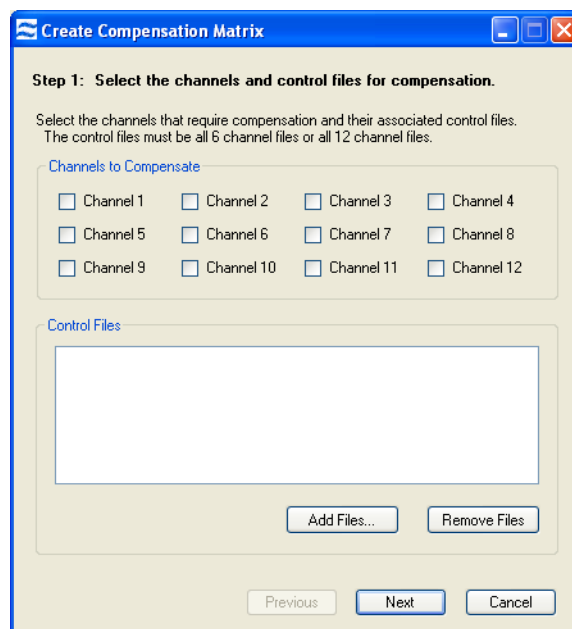 Create Compensation Matrix
Step 1: Select the channels and control files for compensation.
Select the channels that require compensation and their associated control files.
The control files must be all 6 channel files or all 12 channel files.
Channels to Compensate
Channel 1 Channel 2 Channel 3 Channel 4
Channel 5 Channel 6 Channel 7 Channel 8
Channel 9 Channel 10 Channel 11 Channel 12
Control Files
Add Files... Remove Files
Previous Next Cancel